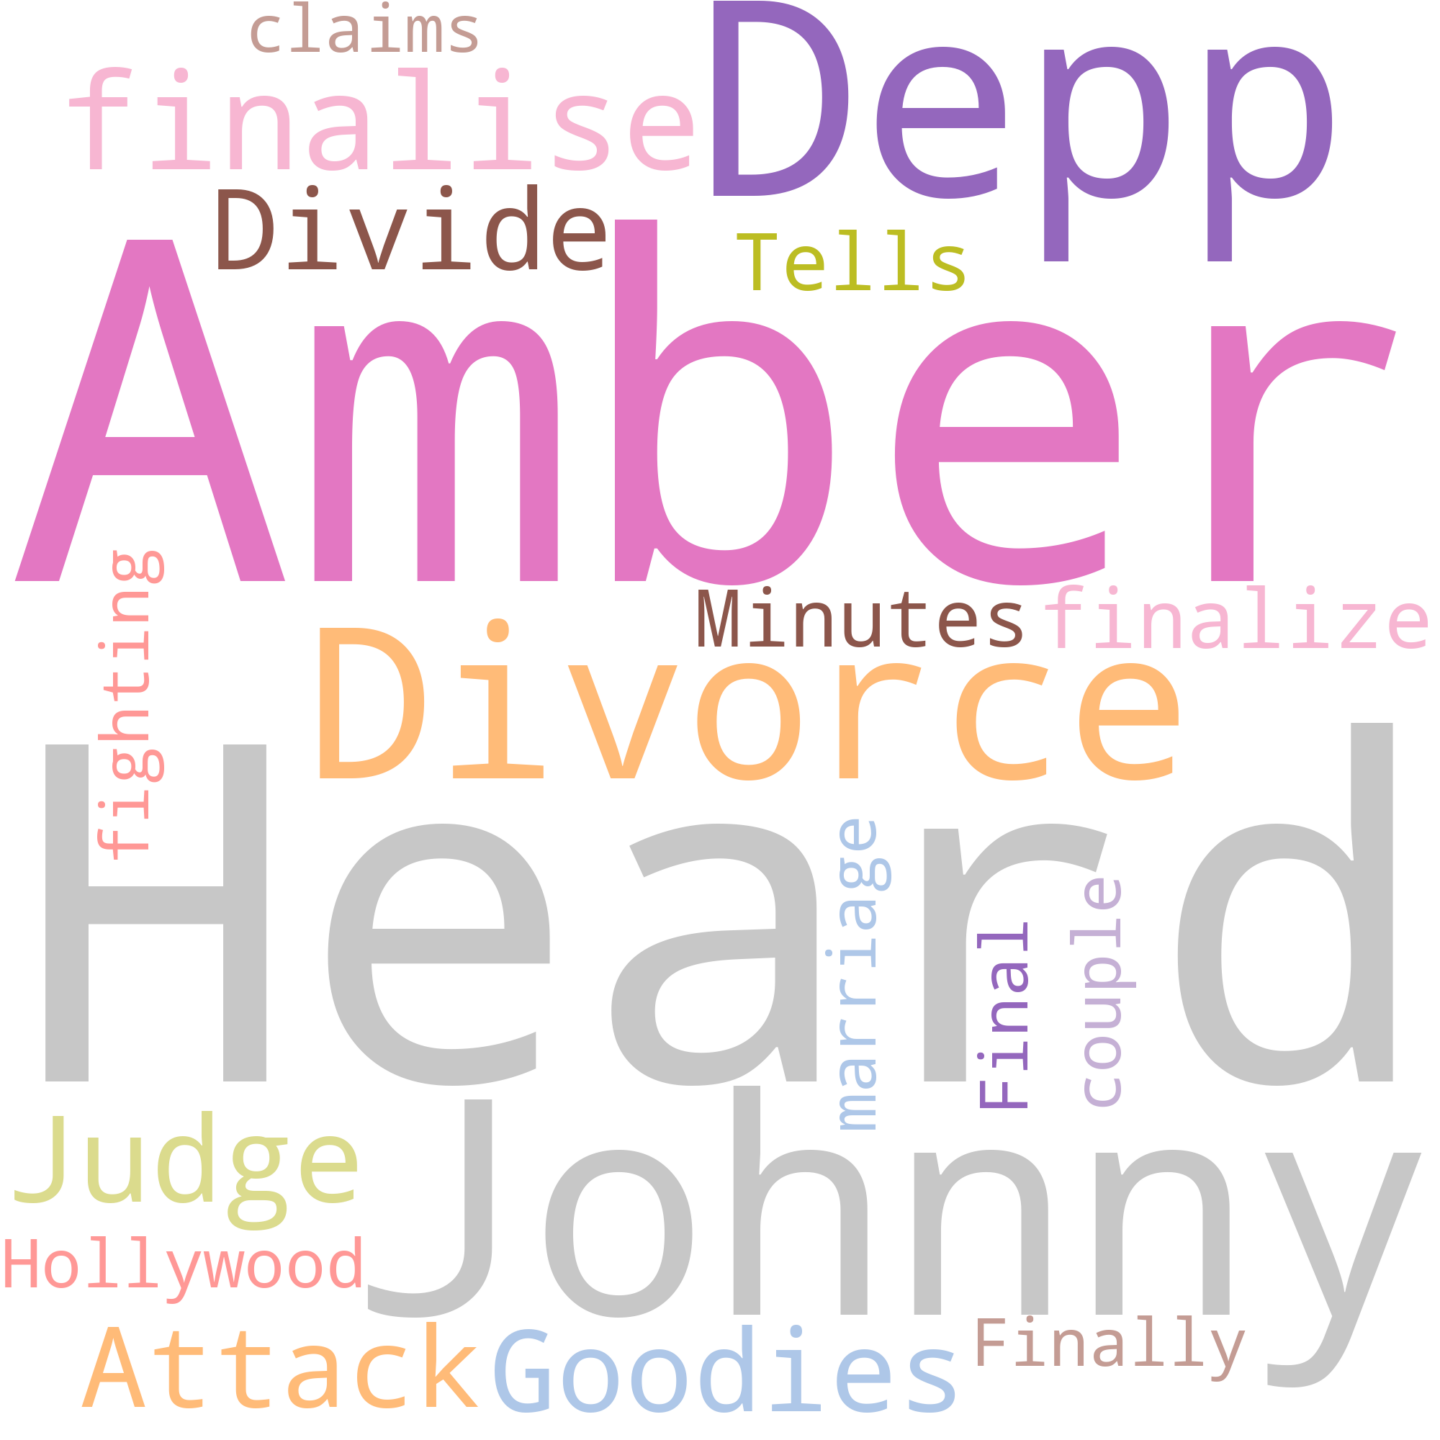 claims
finalise
Depp
Divide
Tells
Amber
fighting
Minutes
finalize
Divorce
Heard
marriage
Final
couple
Judge
Johnny
Hollywood
Attack
Goodies
Finally